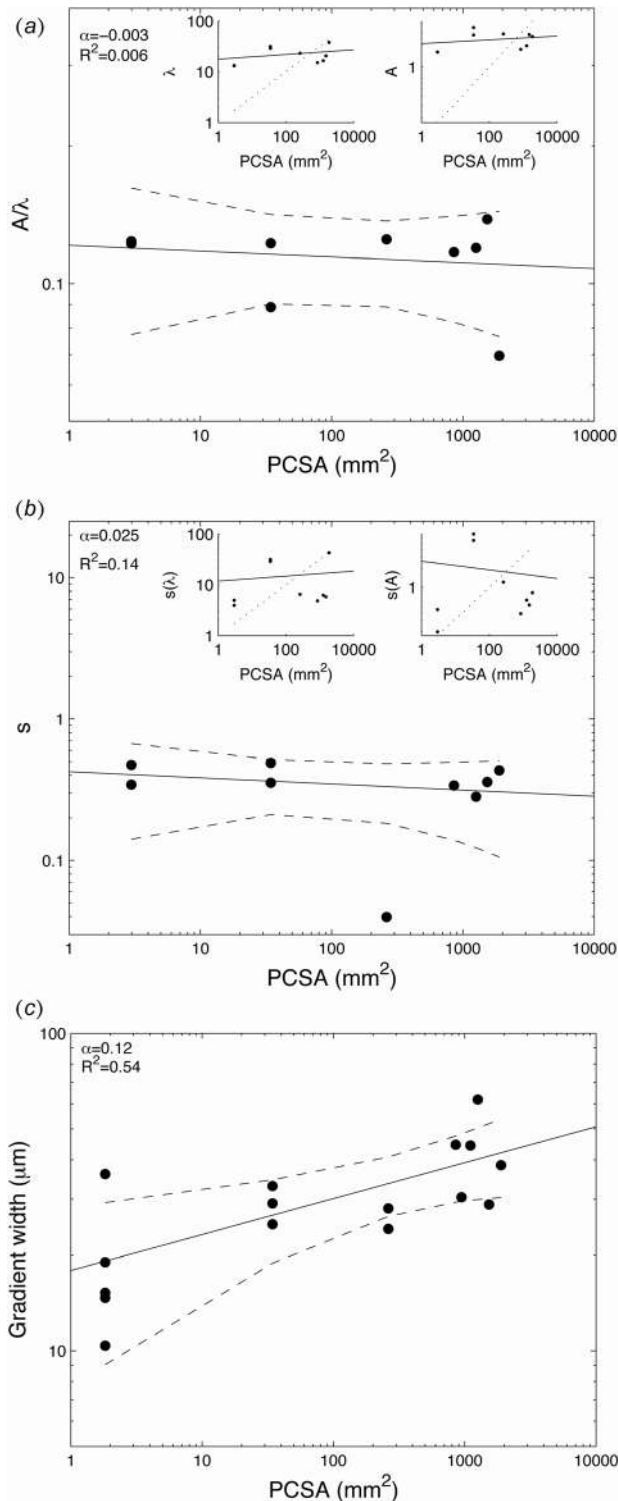 (a)
α=−0.003
R²=0.006
100
10
1
λ
1
100
10000
PCSA (mm²)
1
A
1
100
10000
PCSA (mm²)
A/λ
0.1
1
10
100
1000
10000
PCSA (mm²)
(b)
α=0.025
R²=0.14
100
10
1
s(λ)
1
100
10000
PCSA (mm²)
1
s(A)
1
100
10000
PCSA (mm²)
10
1
0.1
s
1
10
100
1000
10000
PCSA (mm²)
(c)
α=0.12
R²=0.54
100
10
Gradient width (μm)
1
10
100
1000
10000
PCSA (mm²)